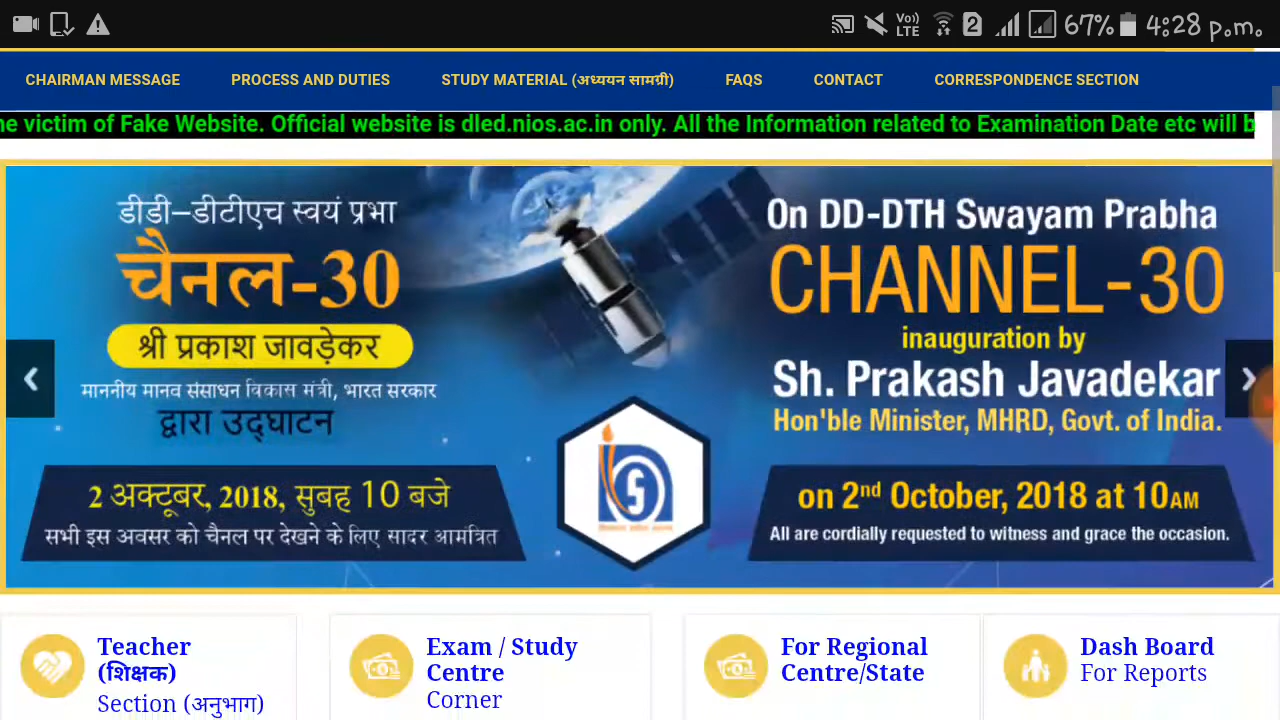 2 67% 4:28 p.m.
Vo)) LTE
CHAIRMAN MESSAGE PROCESS AND DUTIES STUDY MATERIAL (अध्ययन सामग्री) FAQS CONTACT CORRESPONDENCE SECTION
he victim of Fake Website. Official website is dled.nios.ac.in only. All the Information related to Examination Date etc will b
डीडी–डीटीएच स्वयं प्रभा
चैनल-30
श्री प्रकाश जावड़ेकर
माननीय मानव संसाधन विकास मंत्री, भारत सरकार
द्वारा उद्घाटन
2 अक्टूबर, 2018, सुबह 10 बजे
सभी इस अवसर को चैनल पर देखने के लिए सादर आमंत्रित
On DD-DTH Swayam Prabha
CHANNEL-30
inauguration by
Sh. Prakash Javadekar
Hon'ble Minister, MHRD, Govt. of India.
on 2nd October, 2018 at 10AM
All are cordially requested to witness and grace the occasion.
Teacher
(शिक्षक)
Section (अनुभाग)
Exam / Study
Centre
Corner
For Regional
Centre/State
Dash Board
For Reports